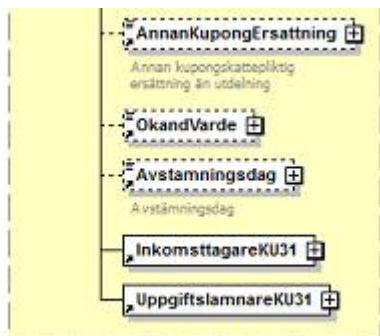 AnnanKupongErsattning
Annan kupongskattepliktig
ersättning än utdelning
OkandVarde
Avstamningsdag
Avstämningsdag
InkomsttagareKU31
UppgiftslamnareKU31